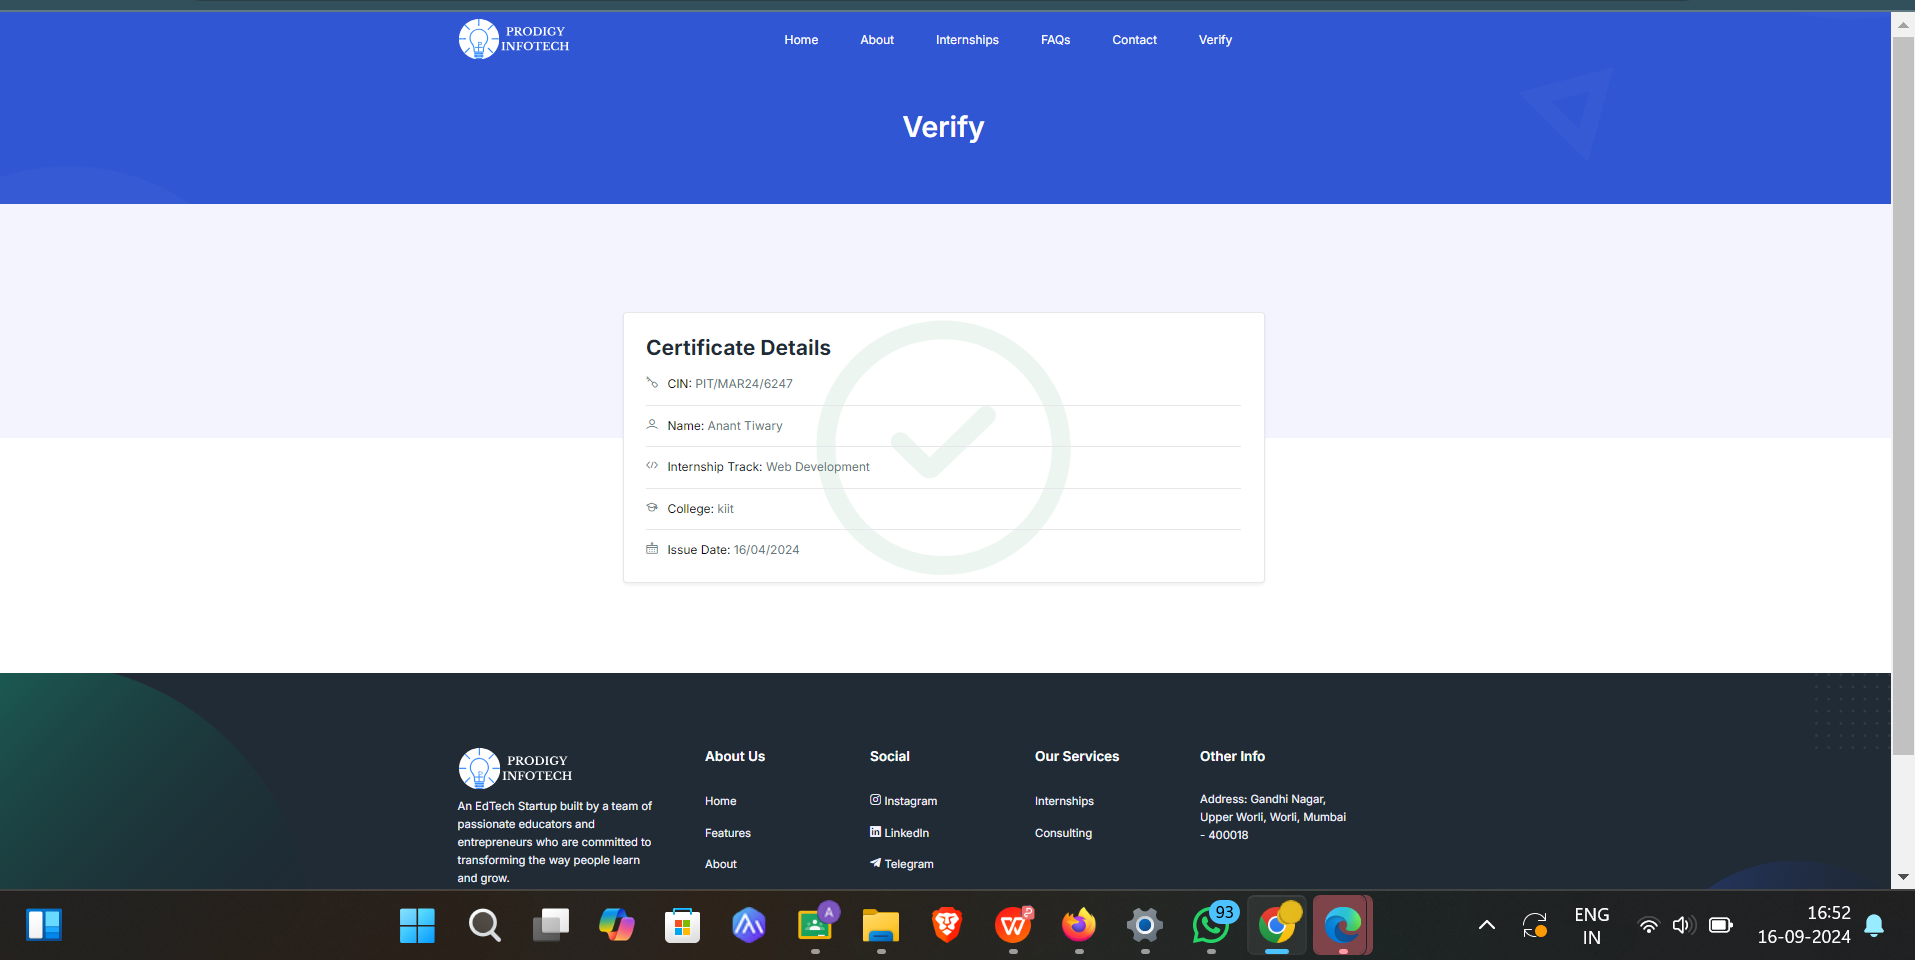 PRODIGY
INFOTECH
Home About Internships FAQs Contact Verify
Verify
Certificate Details
CIN: PIT/MAR24/6247
Name: Anant Tiwary
Internship Track: Web Development
College: kiit
Issue Date: 16/04/2024
PRODIGY
INFOTECH
An EdTech Startup built by a team of
passionate educators and
entrepreneurs who are committed to
transforming the way people learn
and grow.
About Us
Home
Features
About
Social
Instagram
LinkedIn
Telegram
Our Services
Internships
Consulting
Other Info
Address: Gandhi Nagar,
Upper Worli, Worli, Mumbai
- 400018
A
93
ENG
IN
16:52
16-09-2024